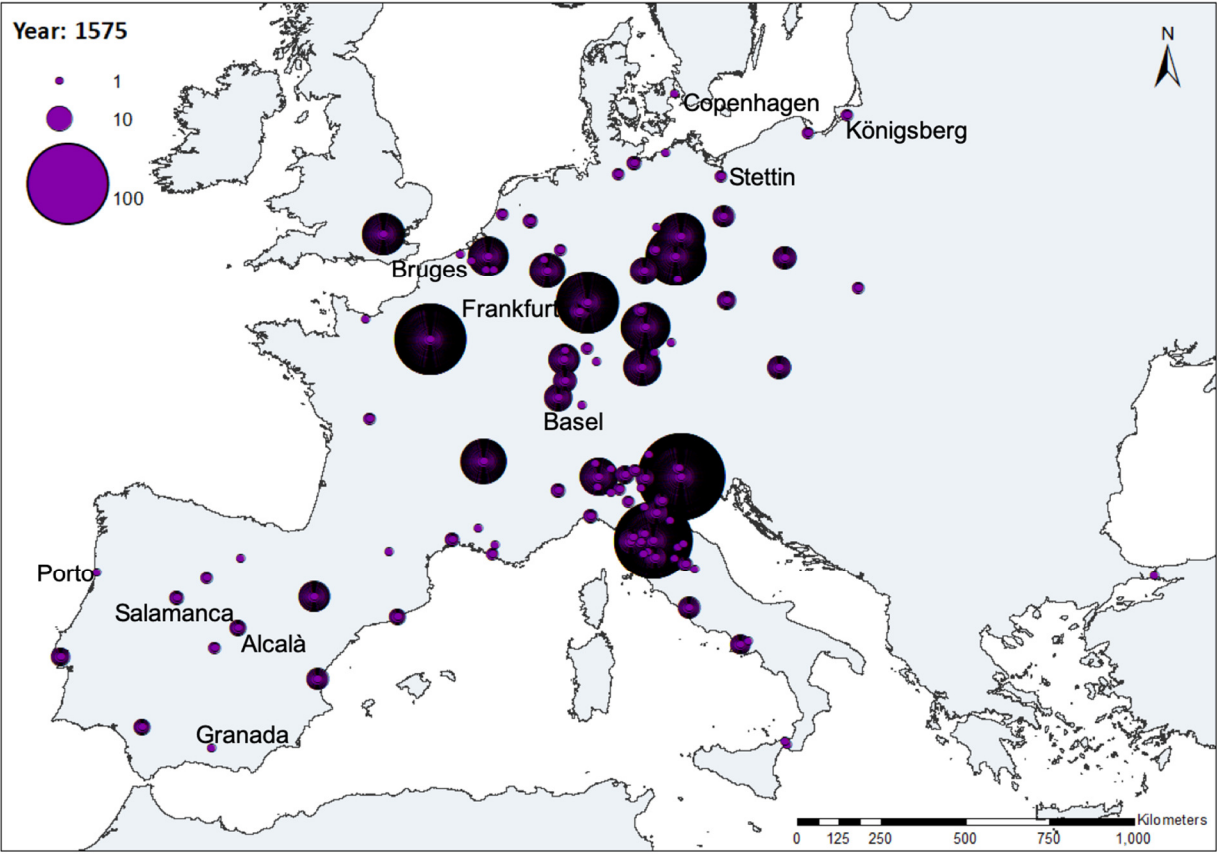 Year: 1575
1
10
100
N
Copenhagen
Königsberg
Stettin
Bruges
Frankfurt
Basel
Porto
Salamanca
Alcalà
Granada
Kilometers
0 125 250 500 750 1,000